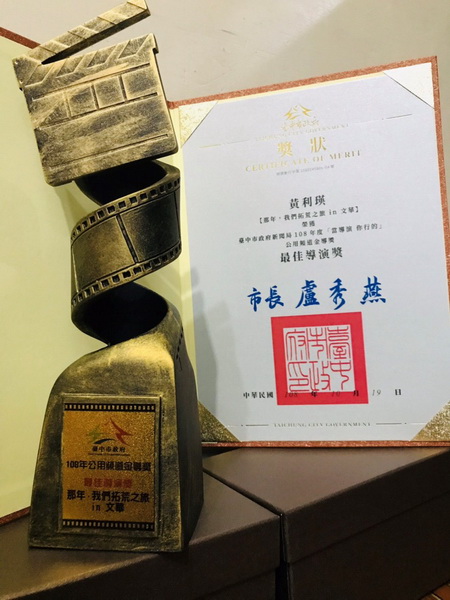 臺中市政府
108年公用頻道金聲獎
最佳導演獎
那年,我們拓荒之旅
in 文華
獎狀
CERTIFICATE OF MERIT
黃利瑛
【那年,我們拓荒之旅 in 文華】
榮獲
臺中市政府新聞局108年度「當導演 你行的」
公用頻道金聲獎
最佳導演獎
市長 盧秀燕
臺中市政府印
中華民國 108 年 10 月 19 日
TAICHUNG CITY GOVERNMENT